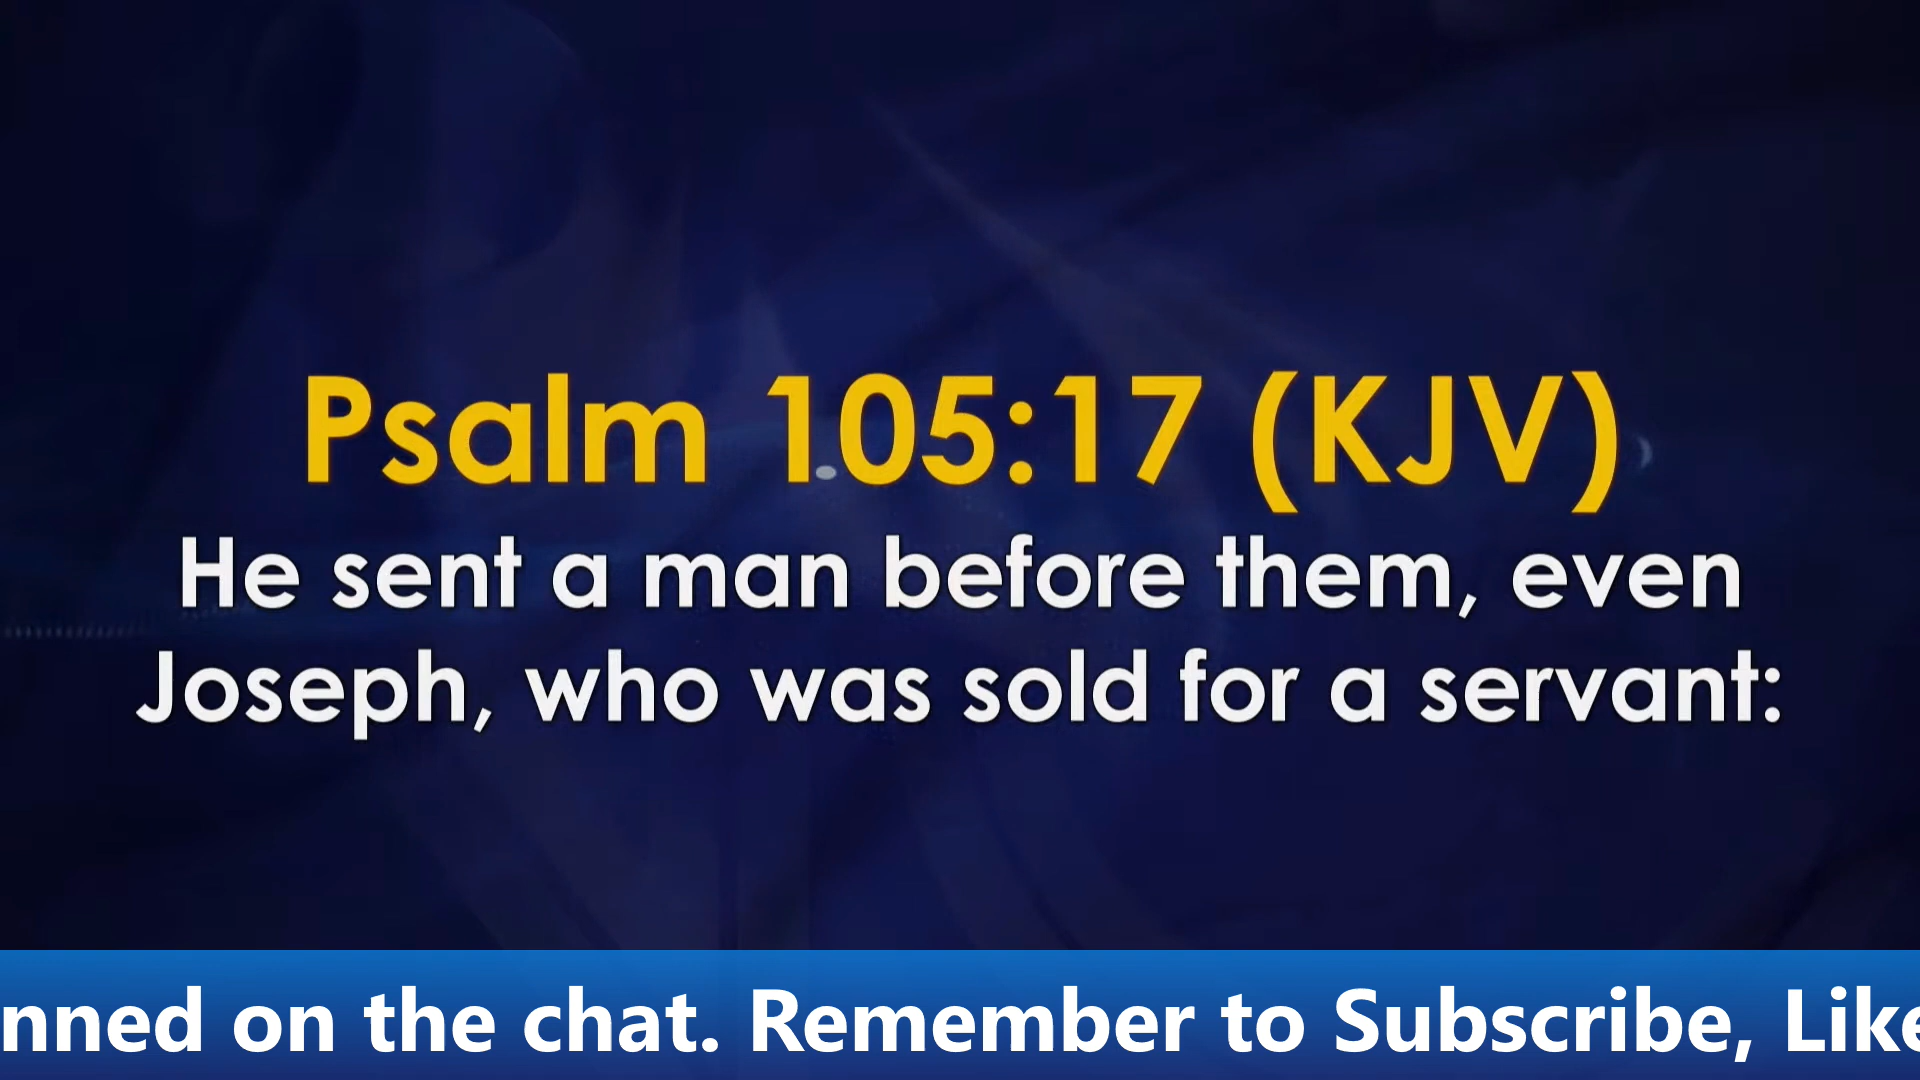 Psalm 105:17 (KJV)
He sent a man before them, even
Joseph, who was sold for a servant:
nned on the chat. Remember to Subscribe, Like